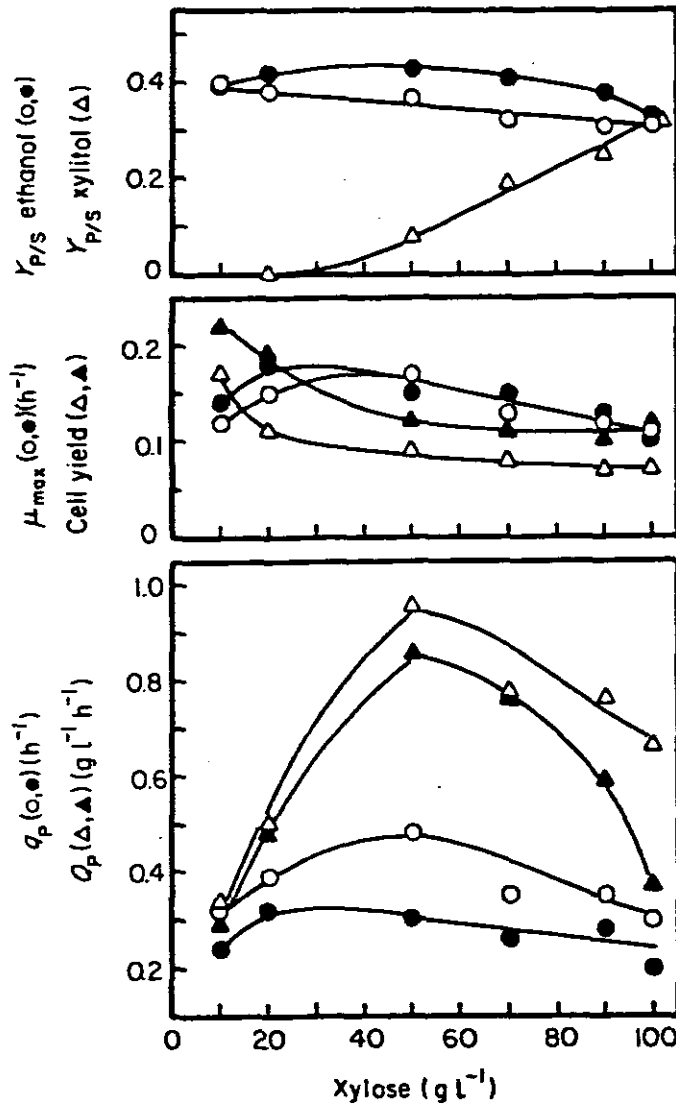 Y_P/S ethanol (o,●)
Y_P/S xylitol (△)
0.4
0.2
0
μ_max (o,●)(h⁻¹)
Cell yield (△,▲)
0.2
0.1
0
q_p (o,●)(h⁻¹)
Q_p (△,▲)(g l⁻¹ h⁻¹)
1.0
0.8
0.6
0.4
0.2
0 20 40 60 80 100
Xylose (g L⁻¹)